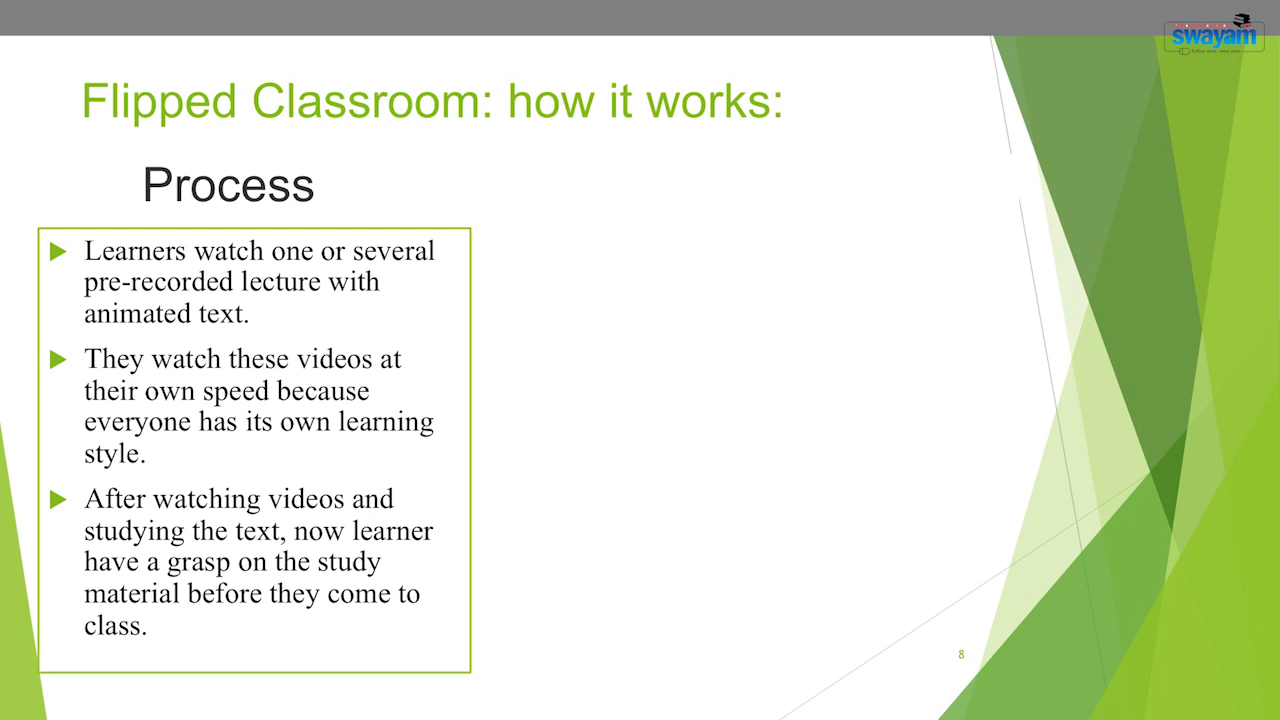 swayam
Flipped Classroom: how it works:
Process
Learners watch one or several
pre-recorded lecture with
animated text.
They watch these videos at
their own speed because
everyone has its own learning
style.
After watching videos and
studying the text, now learner
have a grasp on the study
material before they come to
class.
8